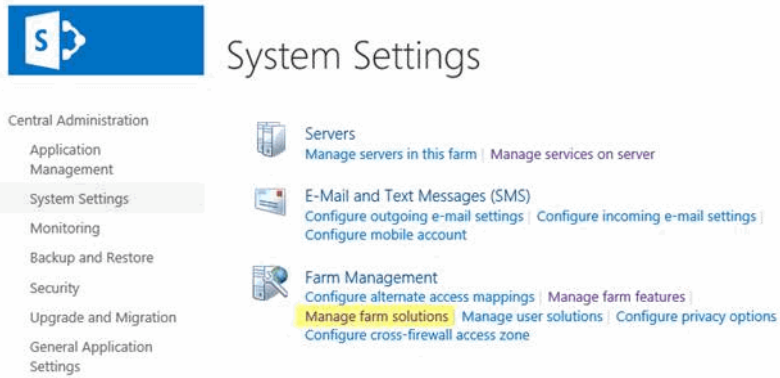 S
System Settings
Central Administration
Application
Management
System Settings
Monitoring
Backup and Restore
Security
Upgrade and Migration
General Application
Settings
Servers
Manage servers in this farm | Manage services on server
E-Mail and Text Messages (SMS)
Configure outgoing e-mail settings | Configure incoming e-mail settings |
Configure mobile account
Farm Management
Configure alternate access mappings | Manage farm features |
Manage farm solutions | Manage user solutions | Configure privacy options
Configure cross-firewall access zone